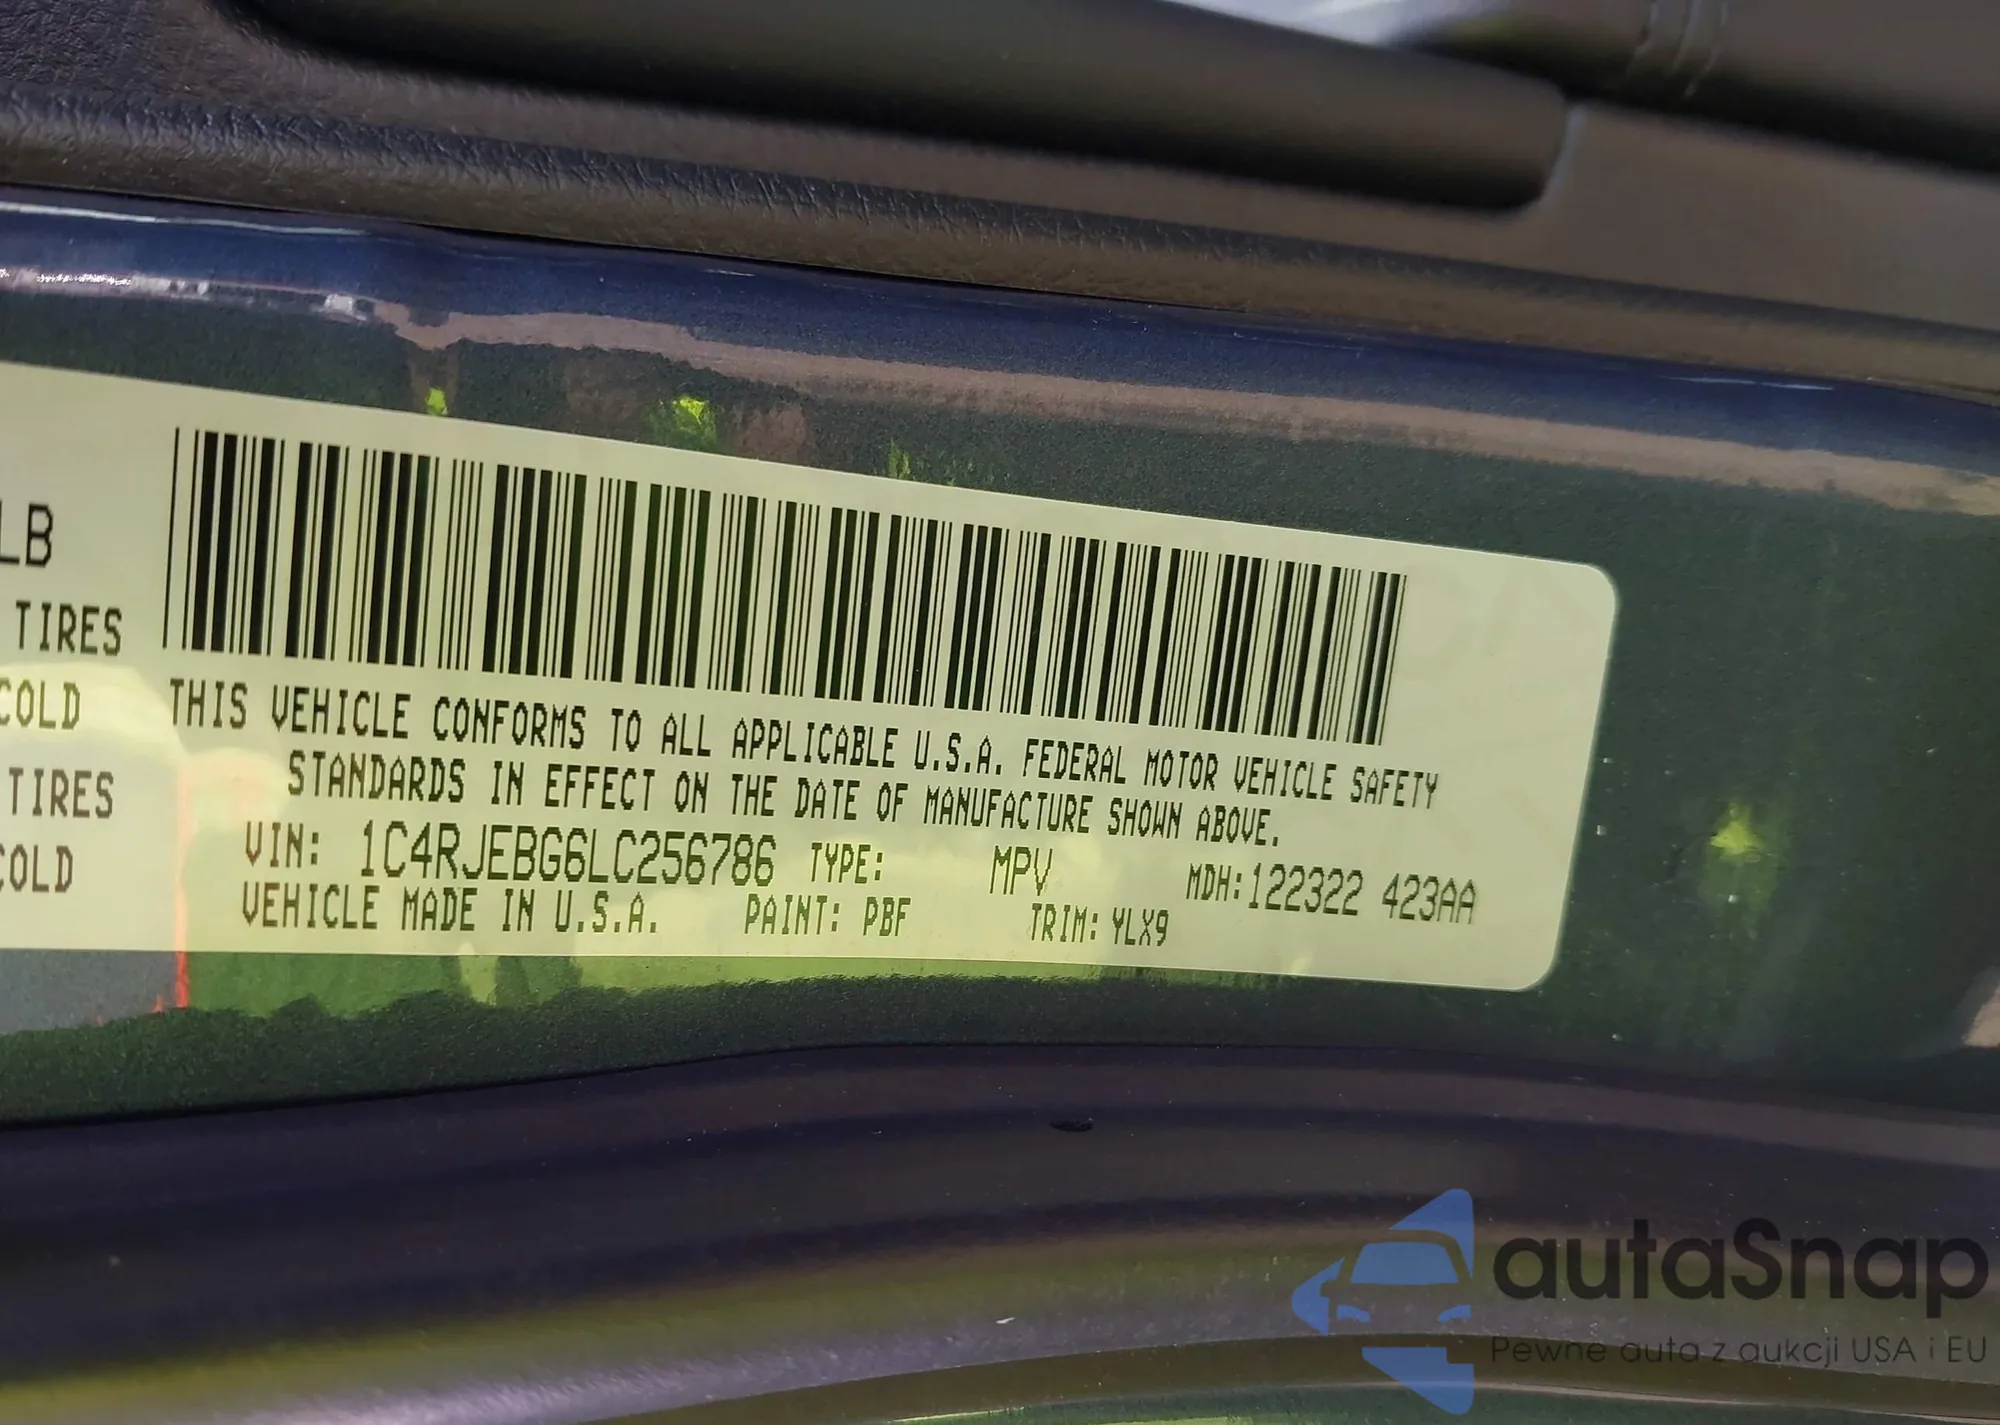 LB
TIRES
COLD
TIRES
COLD
THIS VEHICLE CONFORMS TO ALL APPLICABLE U.S.A. FEDERAL MOTOR VEHICLE SAFETY
STANDARDS IN EFFECT ON THE DATE OF MANUFACTURE SHOWN ABOVE.
VIN: 1C4RJEBG6LC256786 TYPE: MPV MDH:122322 423AA
VEHICLE MADE IN U.S.A. PAINT: PBF TRIM: YLX9
autaSnap
Pewne auta z aukcji USA i EU